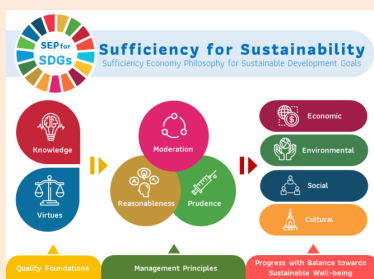 SEP for
SDGs
Sufficiency for Sustainability
Sufficiency Economy Philosophy for Sustainable Development Goals
Knowledge
Virtues
Moderation
Reasonableness
Prudence
Economic
Environmental
Social
Cultural
Quality Foundations
Management Principles
Progress with Balance towards
Sustainable Well-being